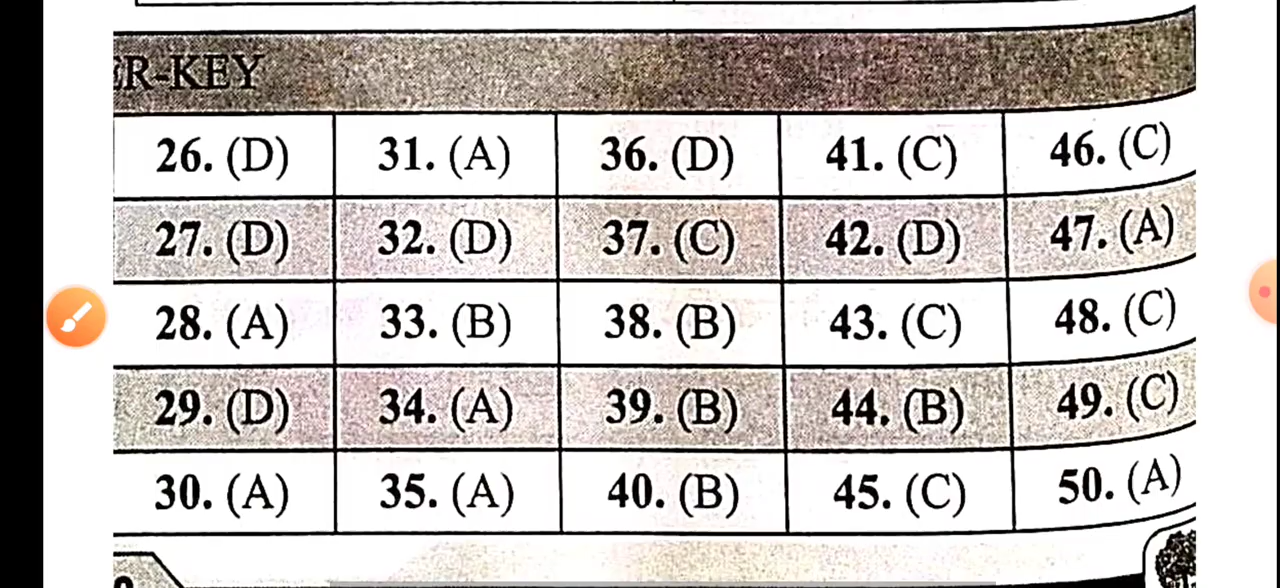 R-KEY
26. (D) 31. (A) 36. (D) 41. (C) 46. (C)
27. (D) 32. (D) 37. (C) 42. (D) 47. (A)
28. (A) 33. (B) 38. (B) 43. (C) 48. (C)
29. (D) 34. (A) 39. (B) 44. (B) 49. (C)
30. (A) 35. (A) 40. (B) 45. (C) 50. (A)